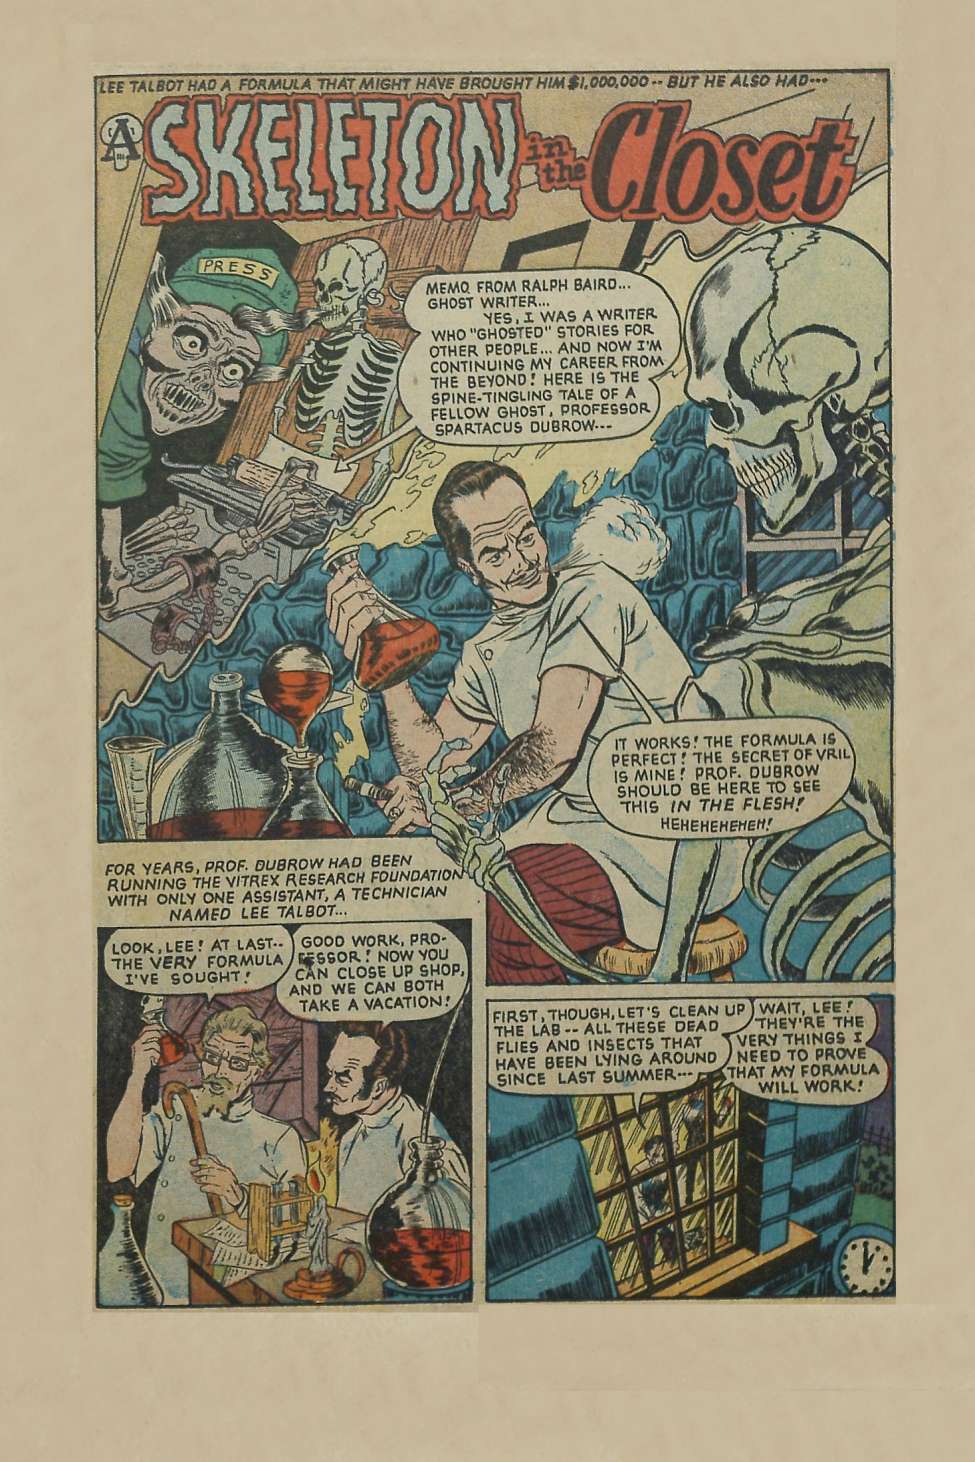 LEE TALBOT HAD A FORMULA THAT MIGHT HAVE BROUGHT HIM $1,000,000-- BUT HE ALSO HAD---
A SKELETON in the Closet
PRESS
MEMO FROM RALPH BAIRD...
GHOST WRITER...
YES, I WAS A WRITER
WHO "GHOSTED" STORIES FOR
OTHER PEOPLE... AND NOW I'M
CONTINUING MY CAREER FROM
THE BEYOND! HERE IS THE
SPINE-TINGLING TALE OF A
FELLOW GHOST, PROFESSOR
SPARTACUS DUBROW---
IT WORKS! THE FORMULA IS
PERFECT! THE SECRET OF VRIL
IS MINE! PROF. DUBROW
SHOULD BE HERE TO SEE
THIS IN THE FLESH!
HEHEHEHEHEH!
FOR YEARS, PROF. DUBROW HAD BEEN
RUNNING THE VITREX RESEARCH FOUNDATION
WITH ONLY ONE ASSISTANT, A TECHNICIAN
NAMED LEE TALBOT...
LOOK, LEE! AT LAST--
THE VERY FORMULA
I'VE SOUGHT!
GOOD WORK, PRO-
FESSOR! NOW YOU
CAN CLOSE UP SHOP,
AND WE CAN BOTH
TAKE A VACATION!
FIRST, THOUGH, LET'S CLEAN UP
THE LAB -- ALL THESE DEAD
FLIES AND INSECTS THAT
HAVE BEEN LYING AROUND
SINCE LAST SUMMER---
WAIT, LEE!
THEY'RE THE
VERY THINGS I
NEED TO PROVE
THAT MY FORMULA
WILL WORK!